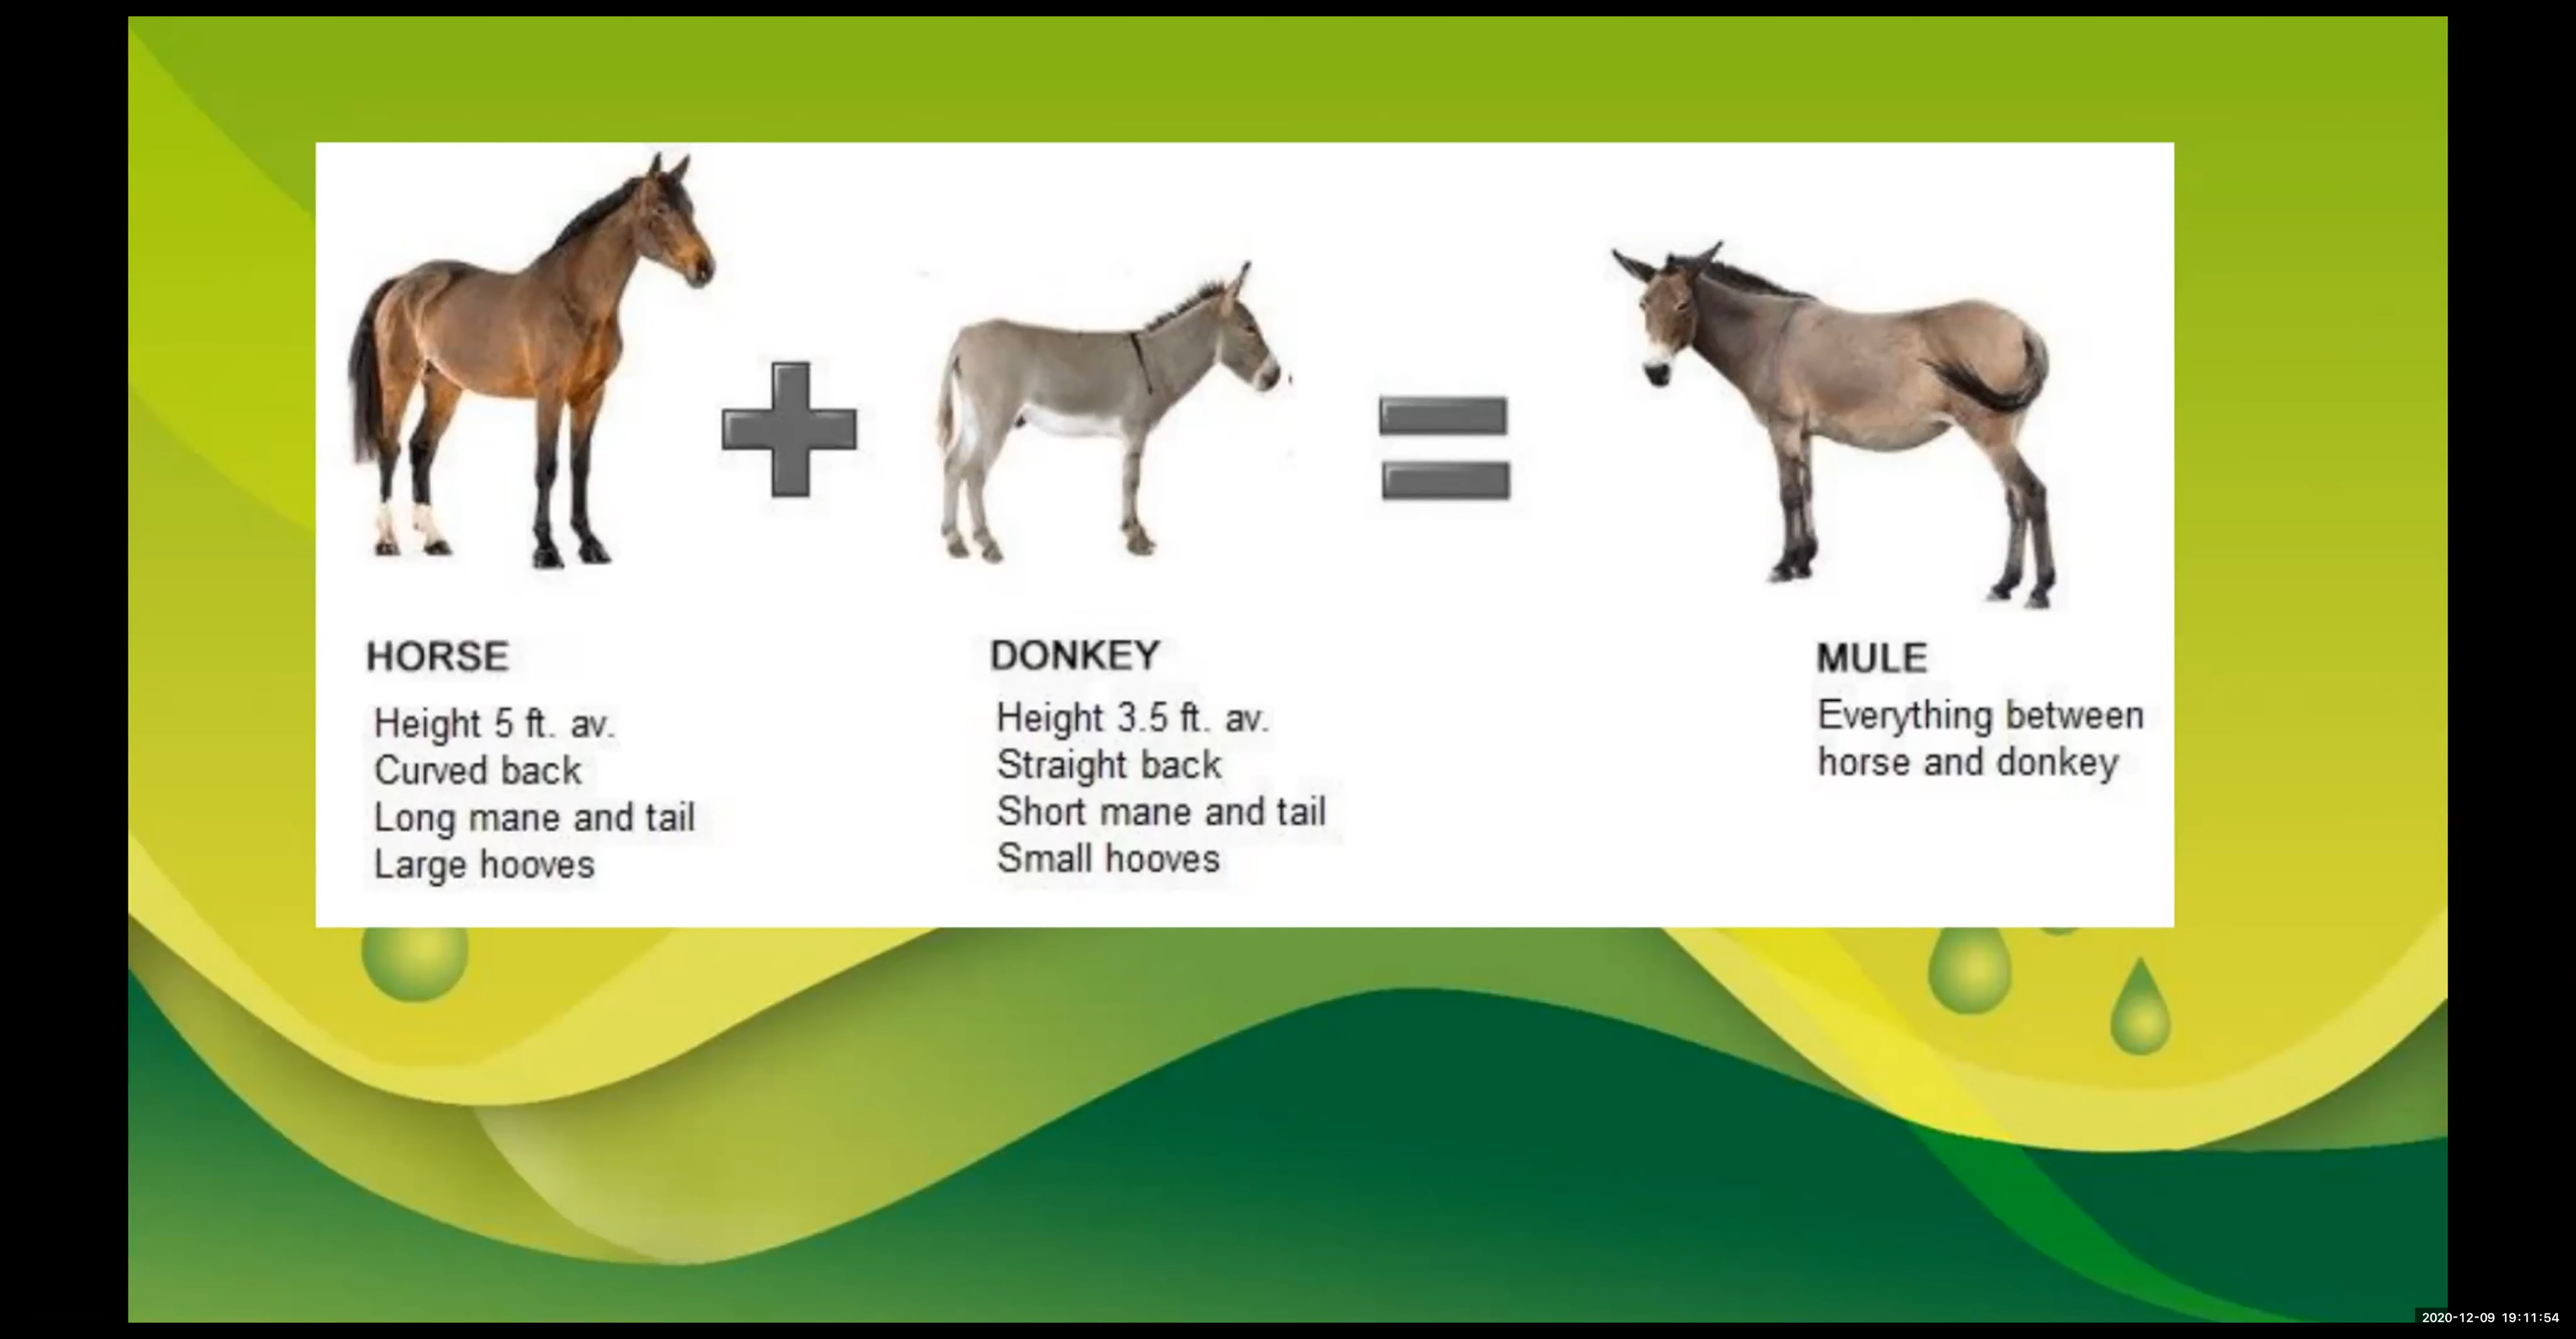 HORSE
Height 5 ft. av.
Curved back
Long mane and tail
Large hooves
DONKEY
Height 3.5 ft. av.
Straight back
Short mane and tail
Small hooves
MULE
Everything between
horse and donkey
2020-12-09 19:11:54